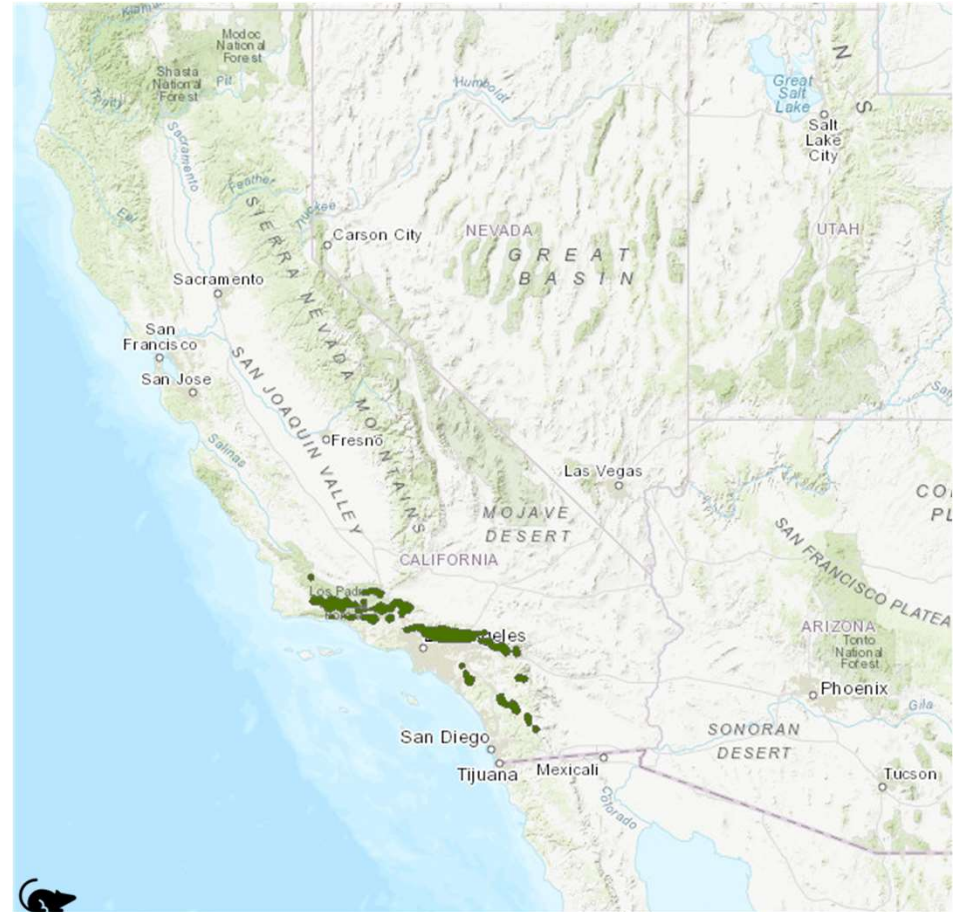 Klamath
Modoc
National
Forest
Shasta
National
Forest
Pit
Trinity
Humboldt
Great
Salt
Lake
N
S
Salt
Lake
City
Sacramento
Feather
Truckee
Eel
SIERRA NEVADA MOUNTAINS
Carson City
NEVADA
UTAH
GREAT
BASIN
Sacramento
San
Francisco
San Jose
SAN JOAQUIN VALLEY
Fresno
Salinas
Las Vegas
MOJAVE
DESERT
CALIFORNIA
SAN FRANCISCO PLATEA
ARIZONA
Tonto
National
Forest
Phoenix
Gila
San Diego
SONORAN
DESERT
Tijuana
Mexicali
Tucson
Colorado